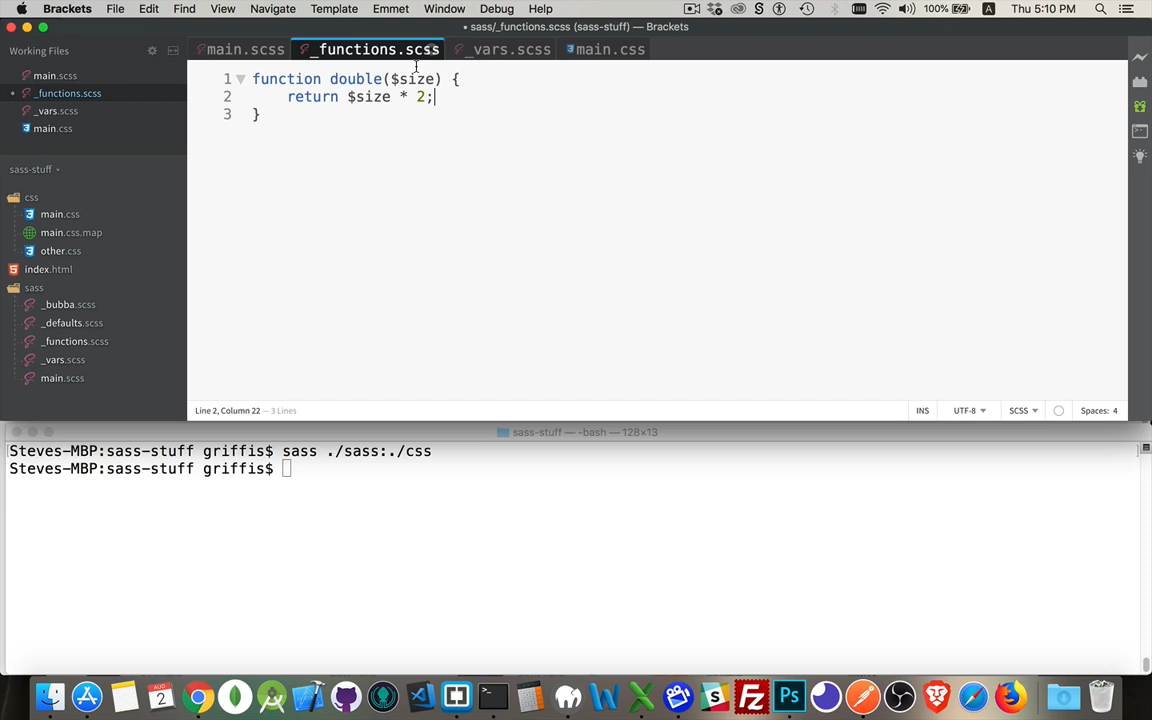 Brackets File Edit Find View Navigate Template Emmet Window Debug Help 100% A Thu 5:10 PM
• sass/_functions.scss (sass-stuff) — Brackets
Working Files
main.scss _functions.scss _vars.scss main.css
main.scss
• _functions.scss
_vars.scss
main.css
sass-stuff
css
main.css
main.css.map
other.css
index.html
sass
_bubba.scss
_defaults.scss
_functions.scss
_vars.scss
main.scss
1 function double($size) {
2 return $size * 2;
3 }
Line 2, Column 22 — 3 Lines INS UTF-8 SCSS Spaces: 4
sass-stuff — -bash — 128×13
Steves-MBP:sass-stuff griffis$ sass ./sass:./css
Steves-MBP:sass-stuff griffis$